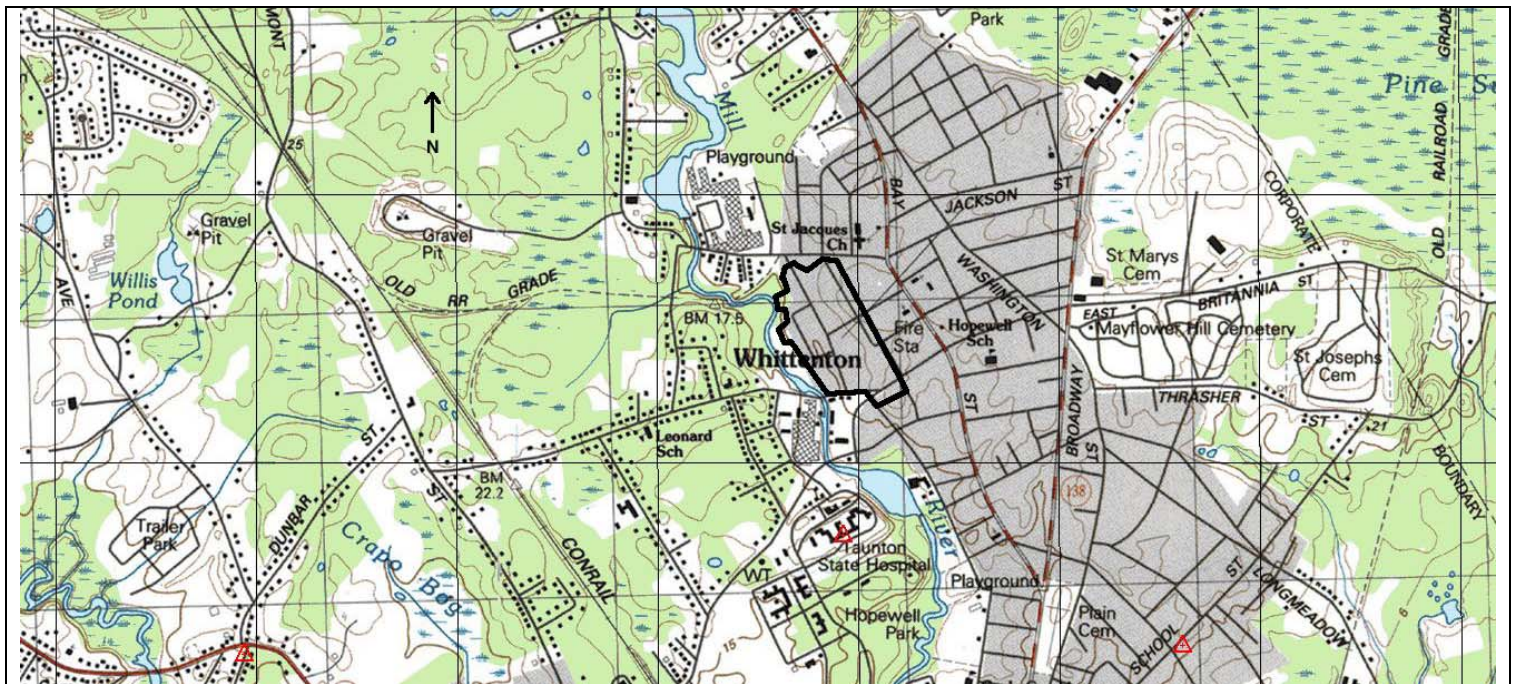 MONT
Park
RAILROAD GRADE
Mill
Pine
25
N
Playground
CORPORATE
BAY
JACKSON
ST
OLD
Gravel
Pit
Gravel
Pit
St Jacques
Ch
St Marys
Cem
Willis
Pond
AVE
OLD
RR
GRADE
WASHINGTON
BRITANNIA
ST
BM 17.5
EAST
Fire
Sta
Hopewell
Sch
Mayflower Hill Cemetery
Whittenton
St Josephs
Cem
BROADWAY
ST
THRASHER
ST
21
Leonard
Sch
ST
BM
22.2
ST
ST
BOUNDARY
138
Trailer
Park
DUNBAR
River
Crapo Bog
CONRAIL
Taunton
State Hospital
WT
Playground
ST
LONGMEADOW
Hopewell
Park
Plain
Cem
SCHOOL
15
6